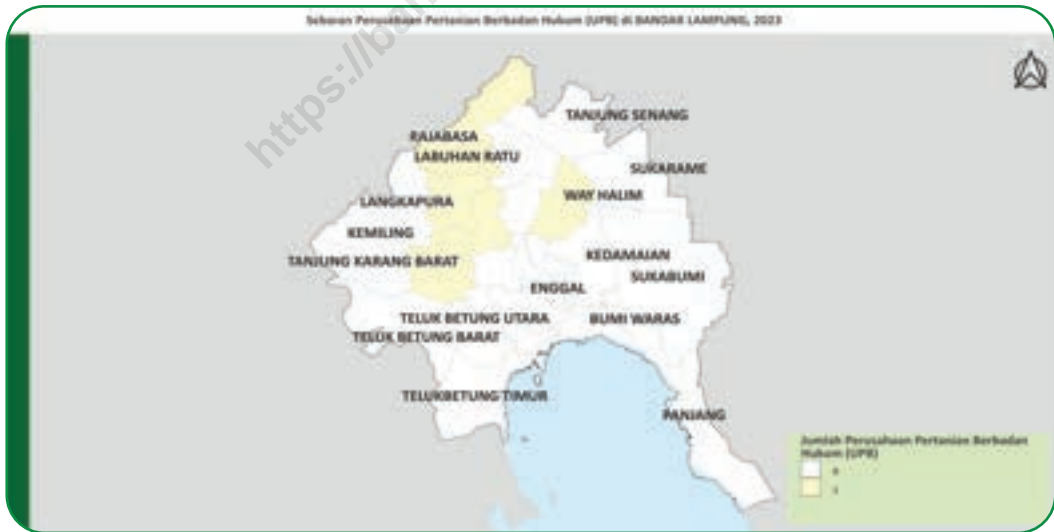 Sebaran Perusahaan Pertanian Berbadan Hukum (UPB) di BANDAR LAMPUNG, 2023
https://ban
TANJUNG SENANG
RAJABASA
LABUHAN RATU
SUKARAME
WAY HALIM
LANGKAPURA
KEMILING
KEDAMAIAN
TANJUNG KARANG BARAT
SUKABUMI
ENGGAL
TELUK BETUNG UTARA
BUMI WARAS
TELUK BETUNG BARAT
TELUKBETUNG TIMUR
PANJANG
Jumlah Perusahaan Pertanian Berbadan
Hukum (UPB)
0
1